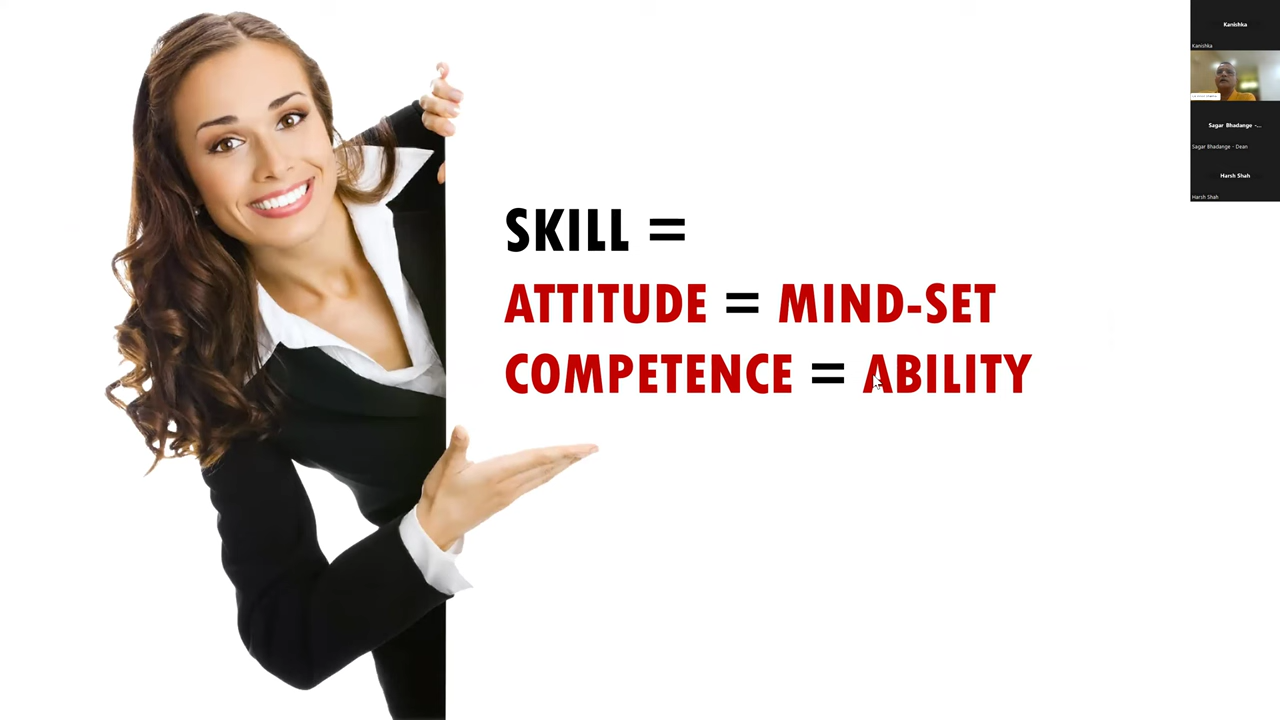 SKILL =
ATTITUDE = MIND-SET
COMPETENCE = ABILITY
Kanishka
Kanishka
Sagar Bhadange -...
Sagar Bhadange - Dean
Harsh Shah
Harsh Shah